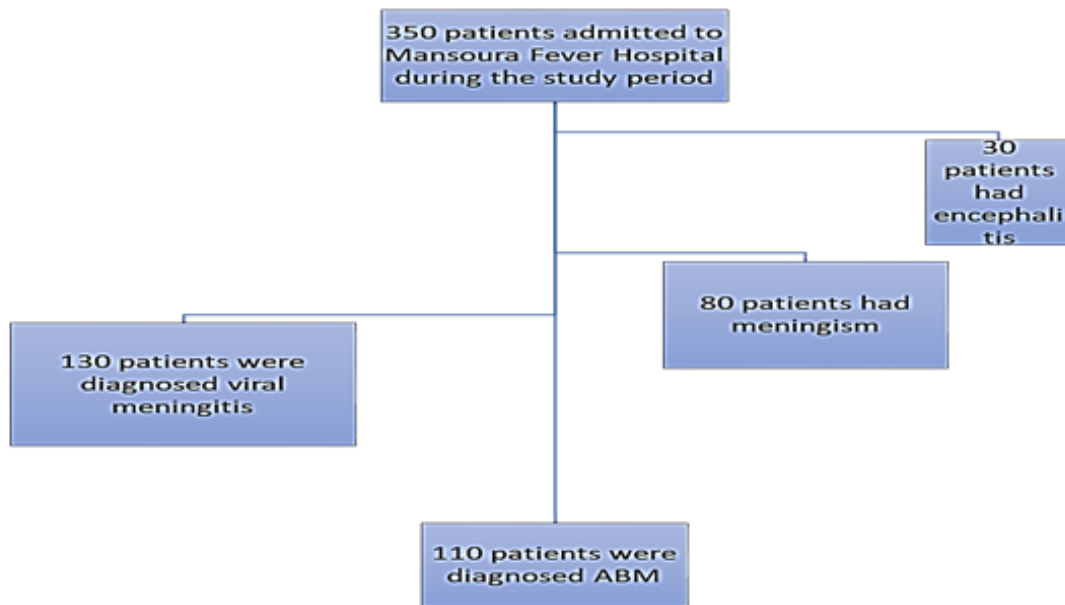 350 patients admitted to
Mansoura Fever Hospital
during the study period
30
patients
had
encephali
tis
80 patients had
meningism
130 patients were
diagnosed viral
meningitis
110 patients were
diagnosed ABM